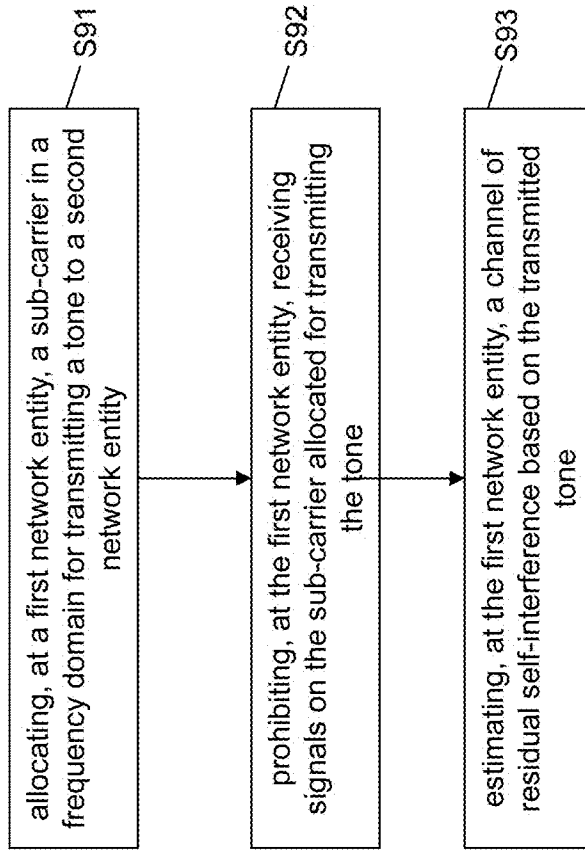 S91
allocating, at a first network entity, a sub-carrier in a
frequency domain for transmitting a tone to a second
network entity
S92
prohibiting, at the first network entity, receiving
signals on the sub-carrier allocated for transmitting
the tone
S93
estimating, at the first network entity, a channel of
residual self-interference based on the transmitted
tone